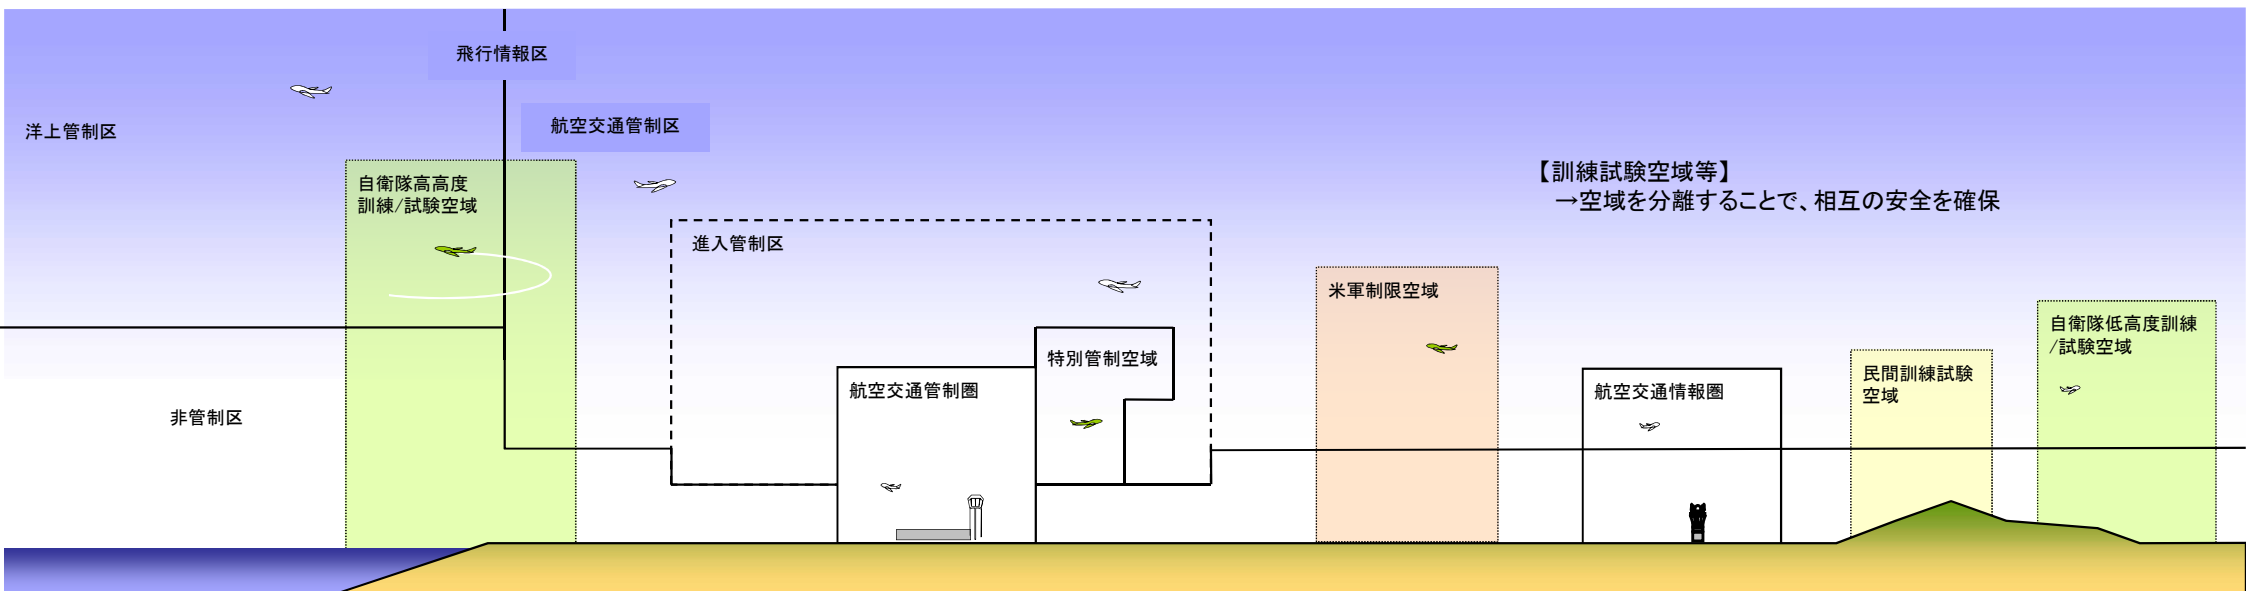 飛行情報区
航空交通管制区
洋上管制区
自衛隊高高度
訓練/試験空域
【訓練試験空域等】
→空域を分離することで、相互の安全を確保
進入管制区
米軍制限空域
自衛隊低高度訓練
/試験空域
特別管制空域
民間訓練試験
空域
航空交通管制圏
航空交通情報圏
非管制区